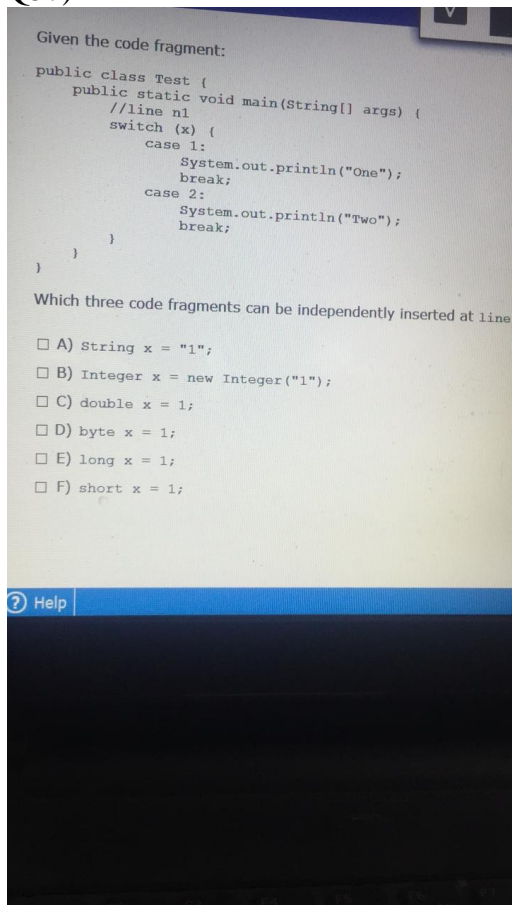 Given the code fragment:
public class Test {
public static void main(String[] args) {
//line n1
switch (x) {
case 1:
System.out.println("One");
break;
case 2:
System.out.println("Two");
break;
}
}
}
Which three code fragments can be independently inserted at line
A) String x = "1";
B) Integer x = new Integer("1");
C) double x = 1;
D) byte x = 1;
E) long x = 1;
F) short x = 1;
? Help